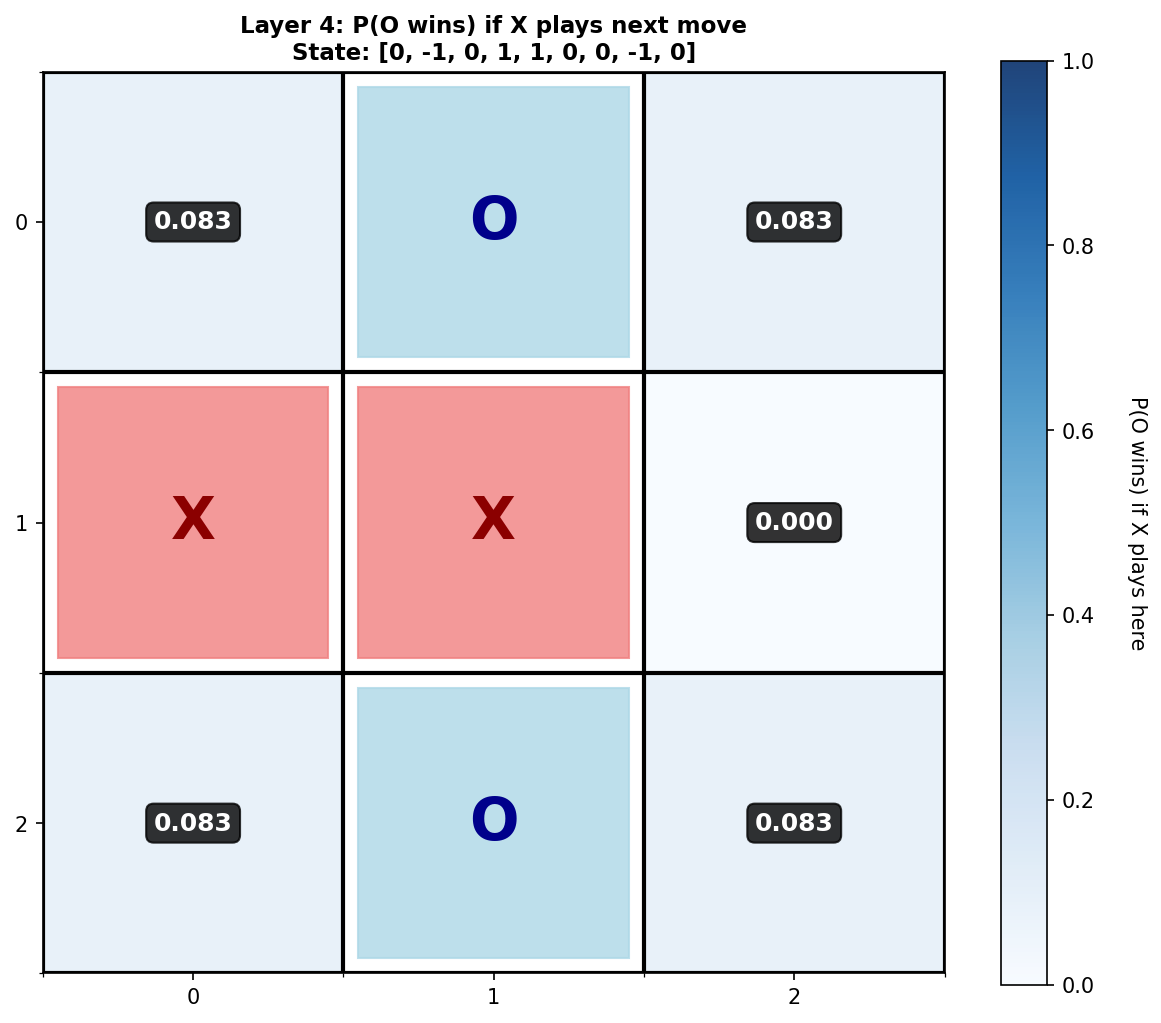 Layer 4: P(O wins) if X plays next move
State: [0, -1, 0, 1, 1, 0, 0, -1, 0]
0.083
O
0.083
0
X
X
0.000
1
0.083
O
0.083
2
0
1
2
1.0
0.8
0.6
0.4
0.2
0.0
P(O wins) if X plays here